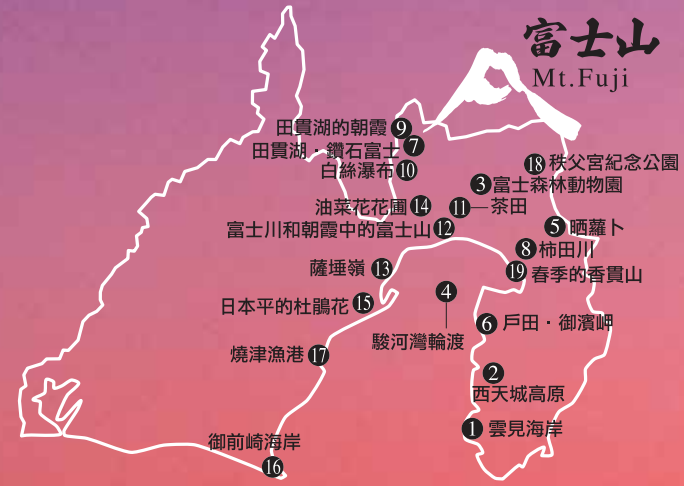 富士山
Mt.Fuji
田貫湖的朝霞 9
田貫湖・鑽石富士 7
白絲瀑布 10
18 秩父宮紀念公園
3 富士森林動物園
油菜花花圃 14
11 茶田
富士川和朝霞中的富士山 12
5 晒蘿卜
8 柿田川
薩埵嶺 13
19 春季的香貫山
日本平的杜鵑花 15
4
駿河灣輪渡
6 戶田・御濱岬
燒津漁港 17
2
西天城高原
1 雲見海岸
御前崎海岸
16